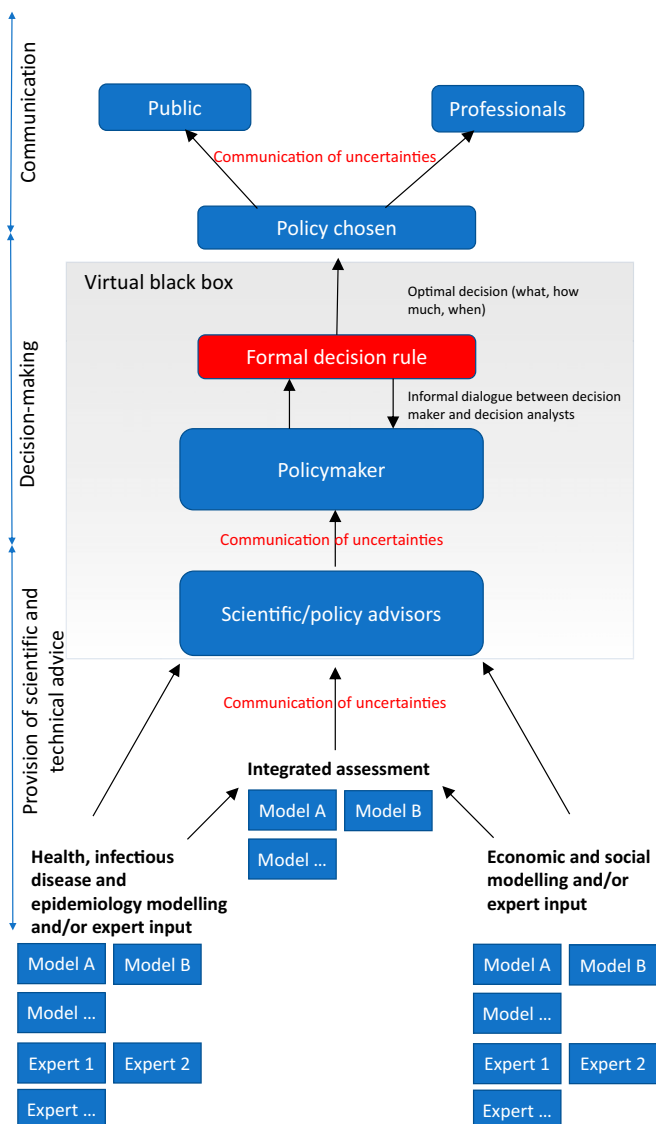 Communication
Public
Professionals
Communication of uncertainties
Policy chosen
Decision-making
Virtual black box
Optimal decision (what, how
much, when)
Formal decision rule
Informal dialogue between decision
maker and decision analysts
Policymaker
Communication of uncertainties
Provision of scientific and
technical advice
Scientific/policy advisors
Communication of uncertainties
Integrated assessment
Model A
Model B
Model ...
Health, infectious
disease and
epidemiology modelling
and/or expert input
Model A
Model B
Model ...
Expert 1
Expert 2
Expert ...
Economic and social
modelling and/or
expert input
Model A
Model B
Model ...
Expert 1
Expert 2
Expert ...